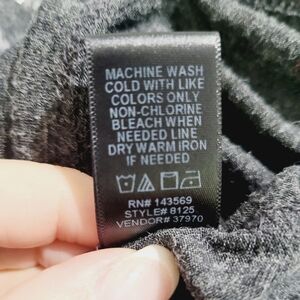 MACHINE WASH
COLD WITH LIKE
COLORS ONLY
NON-CHLORINE
BLEACH WHEN
NEEDED LINE
DRY WARM IRON
IF NEEDED
RN# 143569
STYLE# 8125
VENDOR# 37970